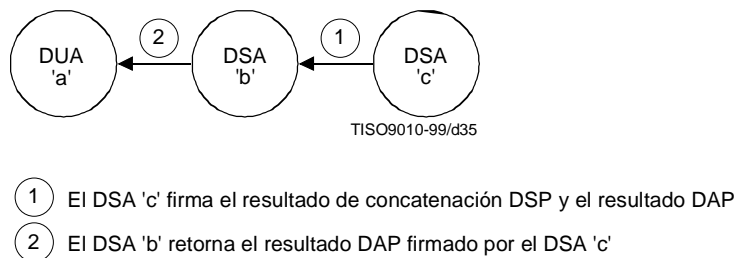 2
1
DUA
'a'
DSA
'b'
DSA
'c'
TISO9010-99/d35
1 El DSA 'c' firma el resultado de concatenación DSP y el resultado DAP
2 El DSA 'b' retorna el resultado DAP firmado por el DSA 'c'